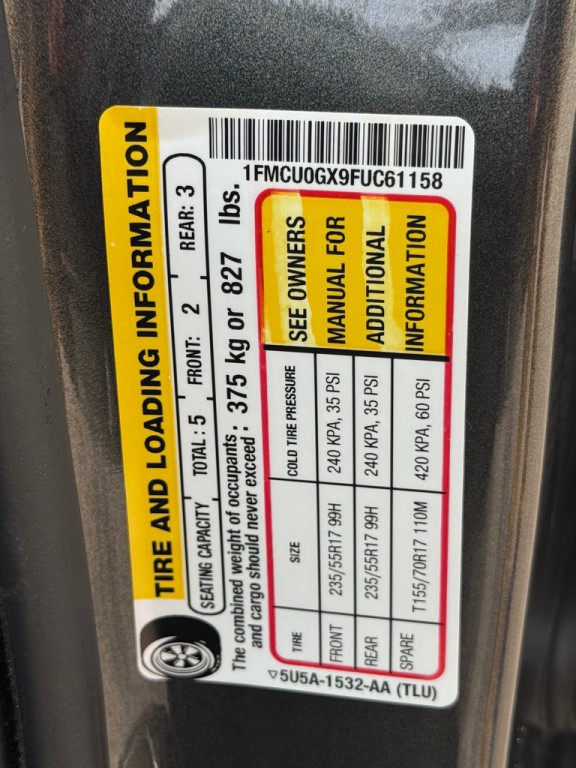 TIRE AND LOADING INFORMATION
SEATING CAPACITY TOTAL: 5 FRONT: 2 REAR: 3
The combined weight of occupants and cargo should never exceed: 375 kg or 827 lbs.
1FMCU0GX9FUC61158
TIRE SIZE COLD TIRE PRESSURE
FRONT 235/55R17 99H 240 KPA, 35 PSI
REAR 235/55R17 99H 240 KPA, 35 PSI
SPARE T155/70R17 110M 420 KPA, 60 PSI
SEE OWNERS
MANUAL FOR
ADDITIONAL
INFORMATION
▽5U5A-1532-AA (TLU)